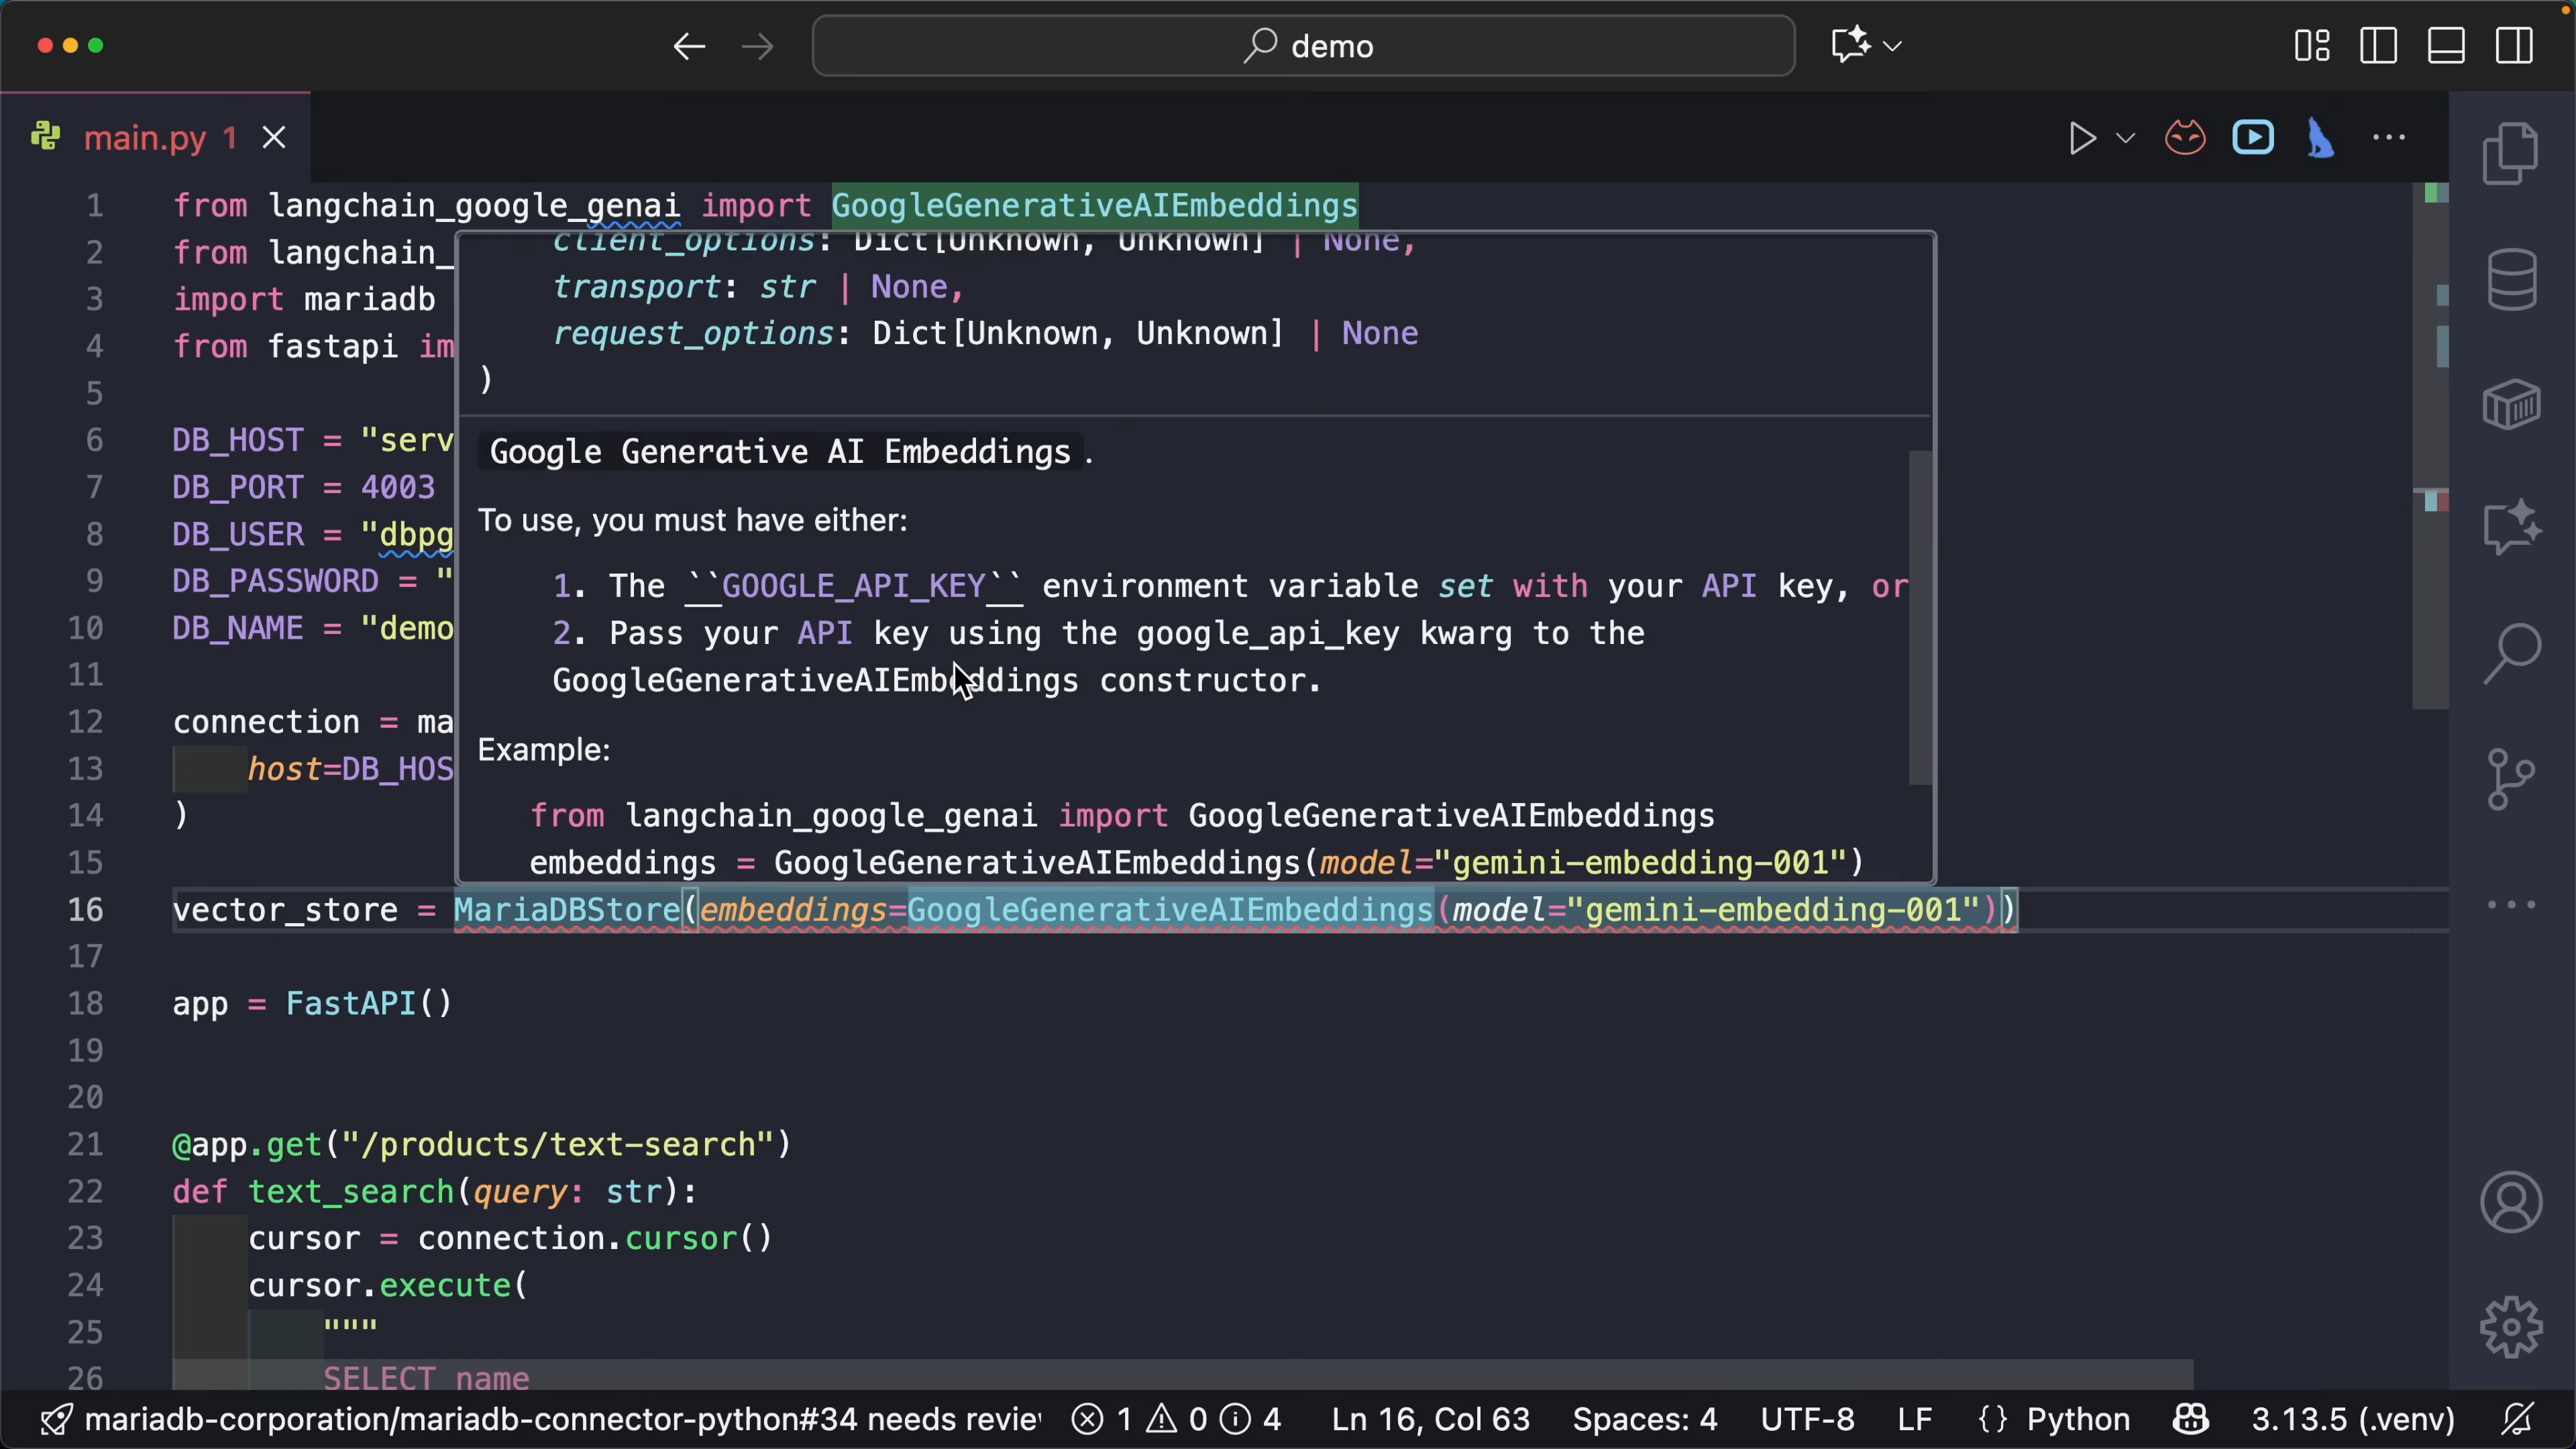 demo
main.py 1
1 from langchain_google_genai import GoogleGenerativeAIEmbeddings
2 from langchain_
3 import mariadb
4 from fastapi im
5
6 DB_HOST = "serv
7 DB_PORT = 4003
8 DB_USER = "dbpg
9 DB_PASSWORD = "
10 DB_NAME = "demo
11
12 connection = ma
13 host=DB_HOS
14 )
15
client_options: Dict[Unknown, Unknown] | None,
transport: str | None,
request_options: Dict[Unknown, Unknown] | None
)
Google Generative AI Embeddings.
To use, you must have either:
1. The ``GOOGLE_API_KEY`` environment variable set with your API key, or
2. Pass your API key using the google_api_key kwarg to the
GoogleGenerativeAIEmbeddings constructor.
Example:
from langchain_google_genai import GoogleGenerativeAIEmbeddings
embeddings = GoogleGenerativeAIEmbeddings(model="gemini-embedding-001")
16 vector_store = MariaDBStore(embeddings=GoogleGenerativeAIEmbeddings(model="gemini-embedding-001"))
17
18 app = FastAPI()
19
20
21 @app.get("/products/text-search")
22 def text_search(query: str):
23 cursor = connection.cursor()
24 cursor.execute(
25 """
26 SELECT name
mariadb-corporation/mariadb-connector-python#34 needs review 1 0 4 Ln 16, Col 63 Spaces: 4 UTF-8 LF {} Python 3.13.5 (.venv)